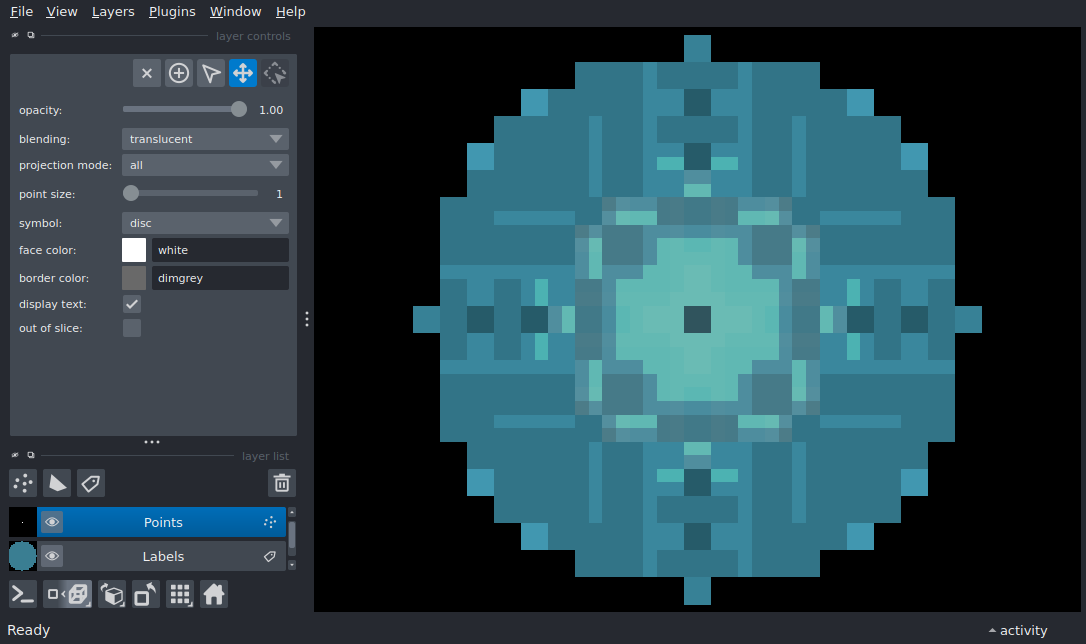 File View Layers Plugins Window Help
layer controls
opacity: 1.00
blending: translucent
projection mode: all
point size: 1
symbol: disc
face color: white
border color: dimgrey
display text:
out of slice:
layer list
Points
Labels
Ready
activity